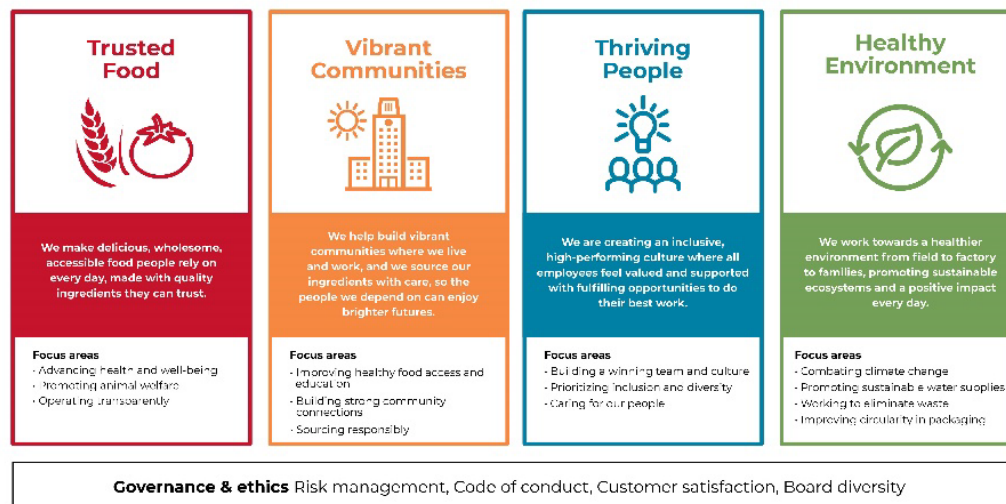 Trusted
Food
We make delicious, wholesome,
accessible food people rely on
every day, made with quality
ingredients they can trust.
Focus areas
• Advancing health and well-being
• Promoting animal welfare
• Operating transparently
Vibrant
Communities
We help build vibrant
communities where we live
and work, and we source our
ingredients with care, so the
people we depend on can enjoy
brighter futures.
Focus areas
• Improving healthy food access and
education
• Building strong community
connections
• Sourcing responsibly
Thriving
People
We are creating an inclusive,
high-performing culture where all
employees feel valued and supported
with fulfilling opportunities to do
their best work.
Focus areas
• Building a winning team and culture
• Prioritizing inclusion and diversity
• Caring for our people
Healthy
Environment
We work towards a healthier
environment from field to factory
to families, promoting sustainable
ecosystems and a positive impact
every day.
Focus areas
• Combating climate change
• Promoting sustainable water supplies
• Working to eliminate waste
• Improving circularity in packaging
Governance & ethics Risk management, Code of conduct, Customer satisfaction, Board diversity